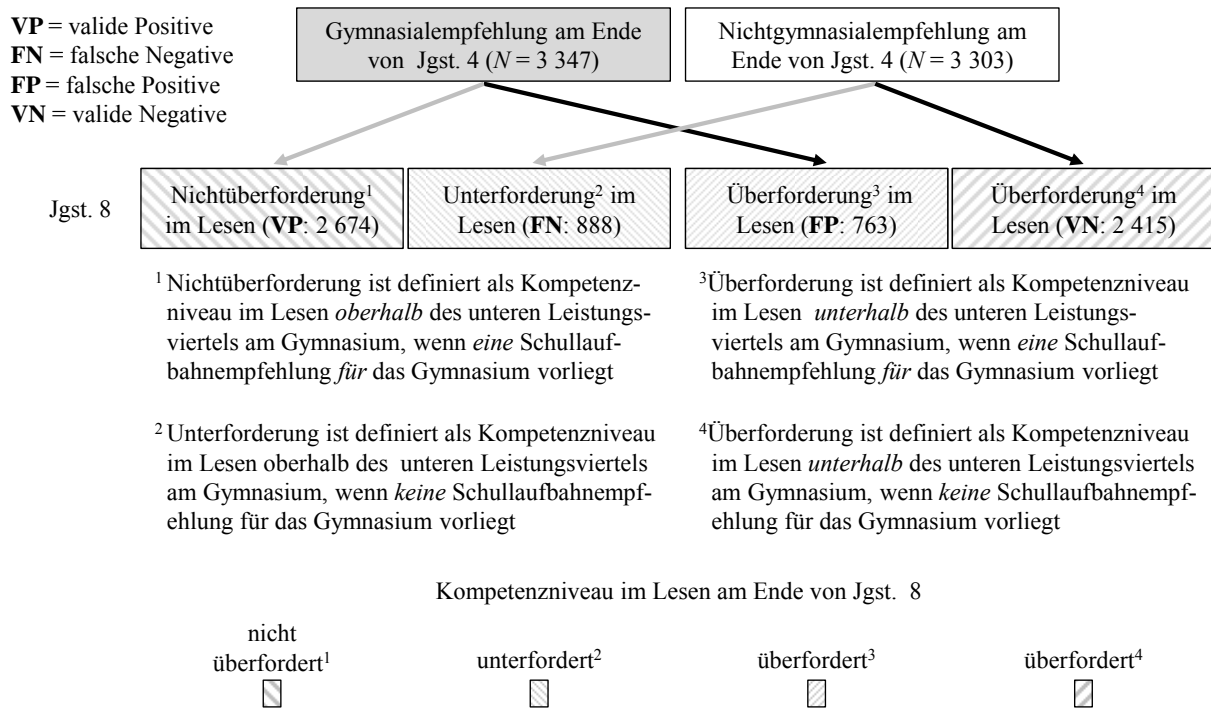 VP = valide Positive
FN = falsche Negative
FP = falsche Positive
VN = valide Negative
Gymnasialempfehlung am Ende
von Jgst. 4 (N = 3 347)
Nichtgymnasialempfehlung am
Ende von Jgst. 4 (N = 3 303)
Jgst. 8
Nichtüberforderung¹
im Lesen (VP: 2 674)
Unterforderung² im
Lesen (FN: 888)
Überforderung³ im
Lesen (FP: 763)
Überforderung⁴ im
Lesen (VN: 2 415)
¹ Nichtüberforderung ist definiert als Kompetenz-
niveau im Lesen oberhalb des unteren Leistungs-
viertels am Gymnasium, wenn eine Schullauf-
bahnempfehlung für das Gymnasium vorliegt
³Überforderung ist definiert als Kompetenzniveau
im Lesen unterhalb des unteren Leistungs-
viertels am Gymnasium, wenn eine Schullauf-
bahnempfehlung für das Gymnasium vorliegt
² Unterforderung ist definiert als Kompetenzniveau
im Lesen oberhalb des unteren Leistungsviertels
am Gymnasium, wenn keine Schullaufbahnempf-
ehlung für das Gymnasium vorliegt
⁴Überforderung ist definiert als Kompetenzniveau
im Lesen unterhalb des unteren Leistungsviertels
am Gymnasium, wenn keine Schullaufbahnempf-
ehlung für das Gymnasium vorliegt
Kompetenzniveau im Lesen am Ende von Jgst. 8
nicht
überfordert¹
unterfordert²
überfordert³
überfordert⁴